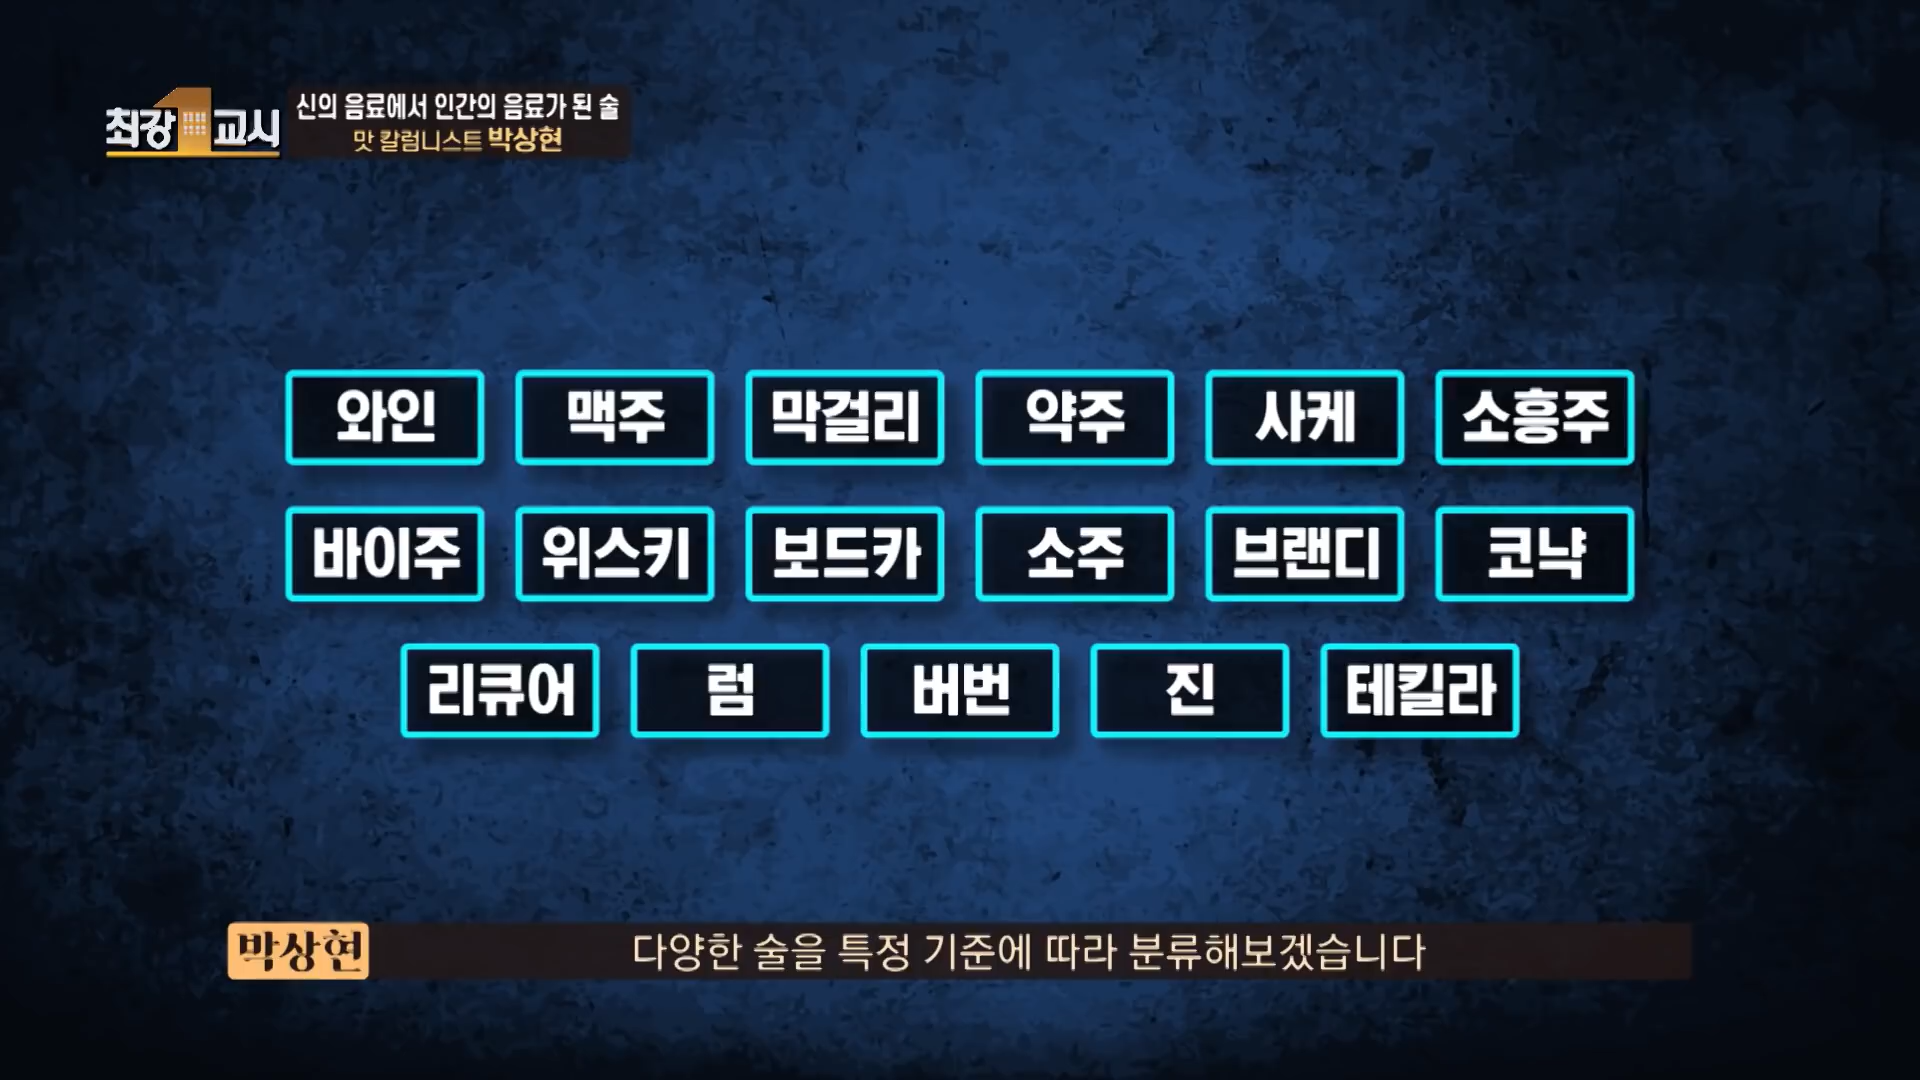 최강1교시
신의 음료에서 인간의 음료가 된 술
맛 칼럼니스트 박상현
와인 맥주 막걸리 약주 사케 소흥주
바이주 위스키 보드카 소주 브랜디 코냑
리큐어 럼 버번 진 테킬라
박상현 다양한 술을 특정 기준에 따라 분류해보겠습니다